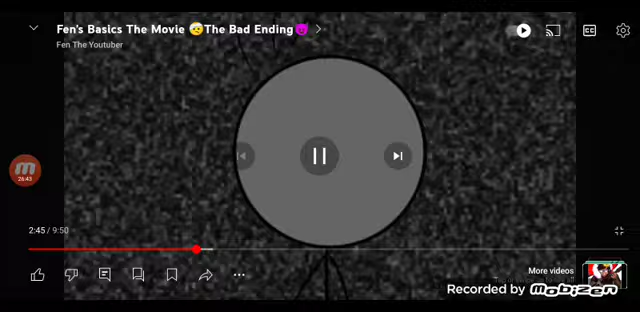 Fen's Basics The Movie 🤕The Bad Ending😈
Fen The Youtuber
CC
26:43
2:45 / 9:50
More videos
Recorded by mobizen